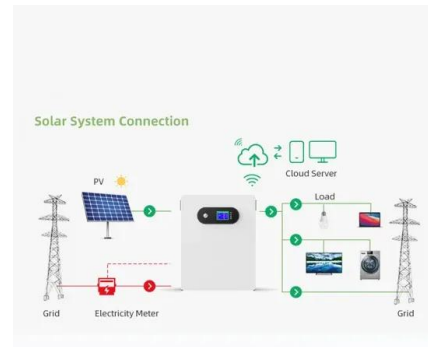 Solar System Connection
Cloud Server
PV
Load
Grid
Electricity Meter
Grid